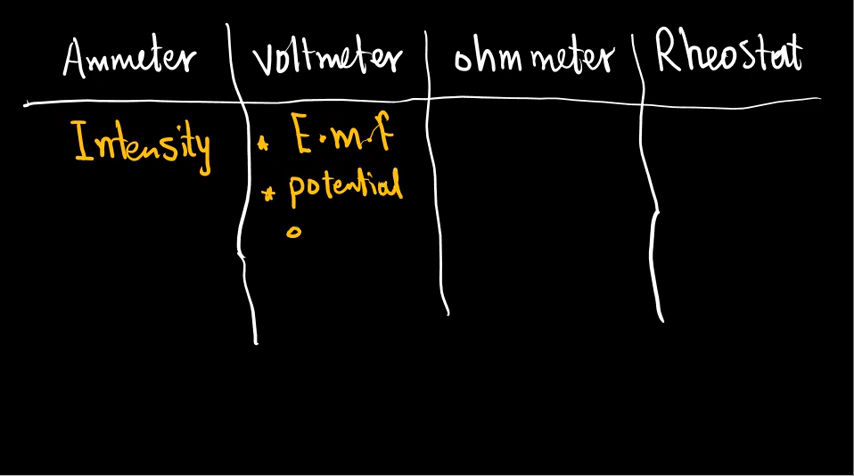 Ammeter voltmeter ohmmeter Rheostat
Intensity * E.m.f
* potential
o